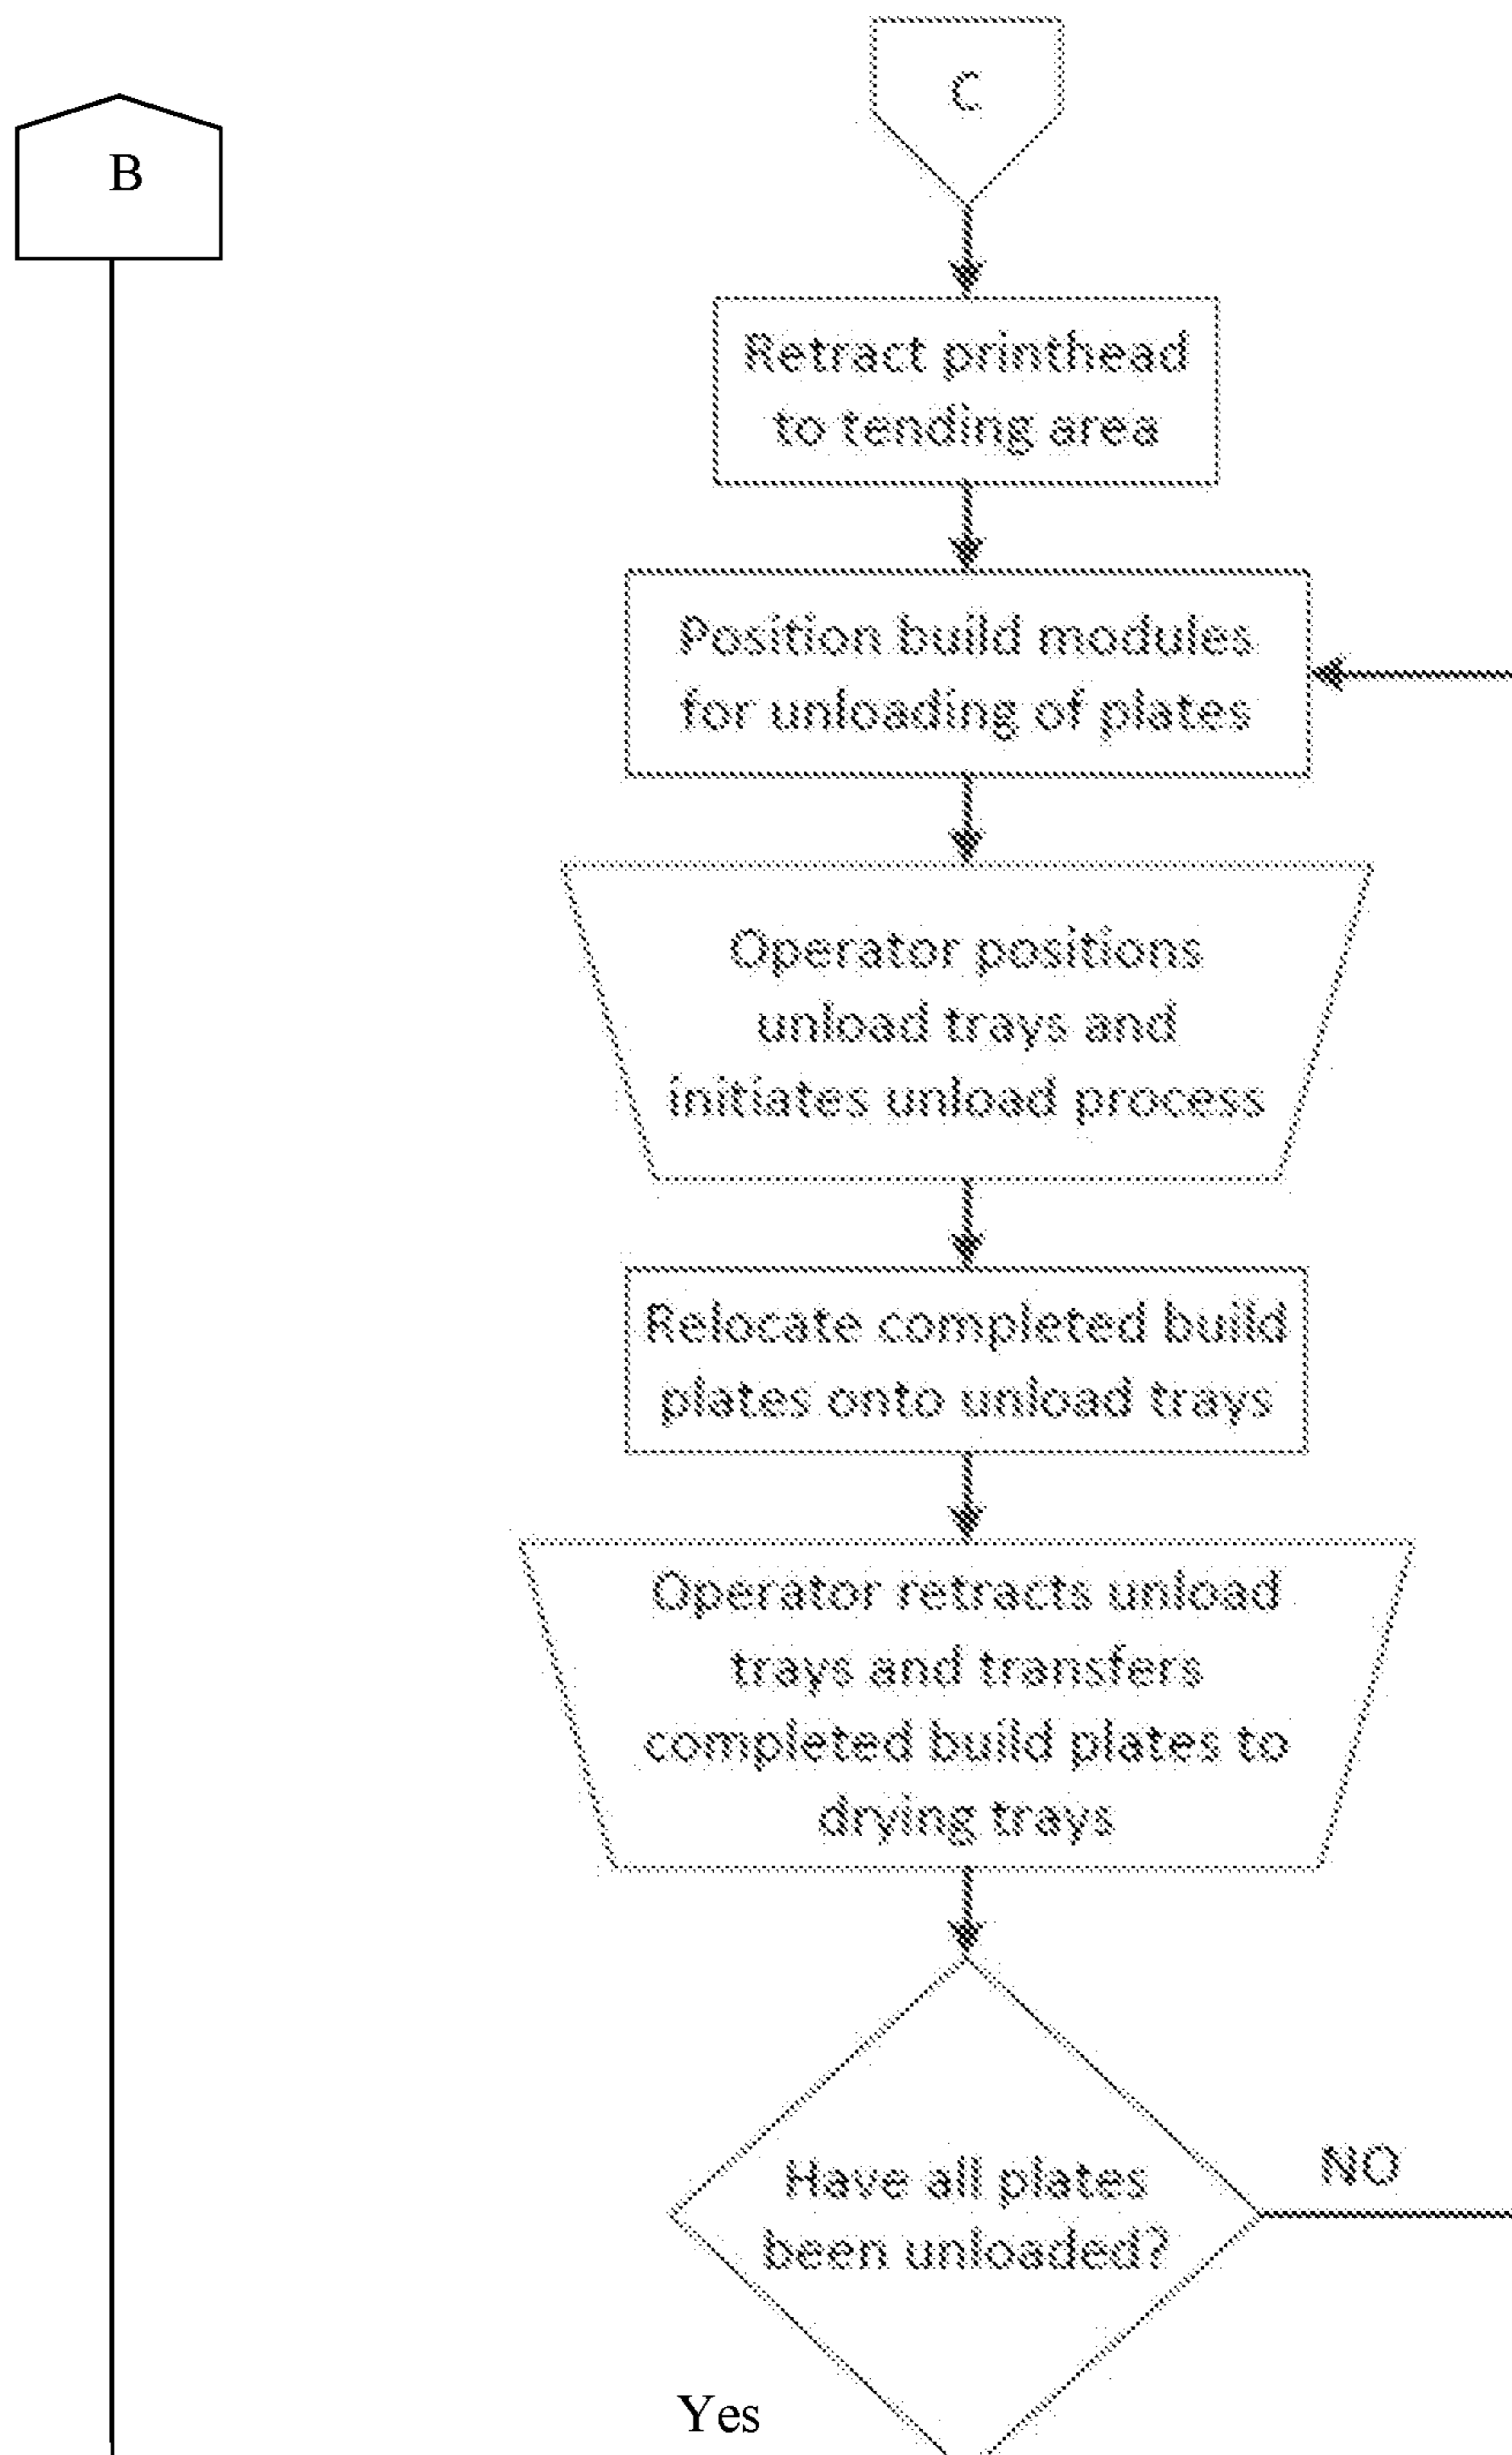 C
B
Retract printhead
to tending area
Position build modules
for unloading of plates
Operator positions
unload trays and
initiates unload process
Relocate completed build
plates onto unload trays
Operator retracts unload
trays and transfers
completed build plates to
drying trays
Have all plates
been unloaded?
NO
Yes